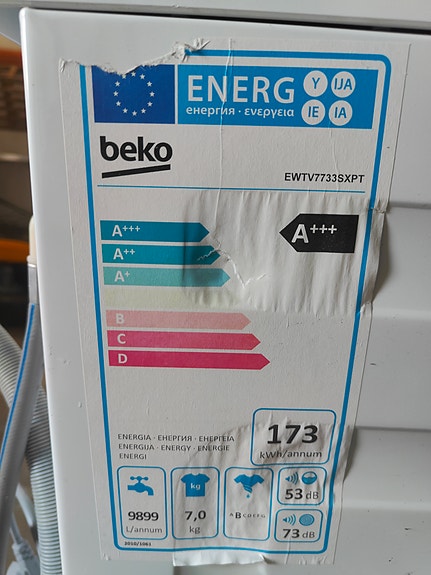 ENERG Y IJA
енергия · ενεργεια IE IA
beko
EWTV7733SXPT
A+++ A+++
A++
A+
B
C
D
173
kWh/annum
ENERGIA · ЕНЕРГИЯ · ΕΝΕΡΓΕΙΑ
ENERGIJA · ENERGY · ENERGIE
ENERGI
kg
9899
L/annum
7,0
kg
ABCDEFG
53 dB
73 dB
2010/1061